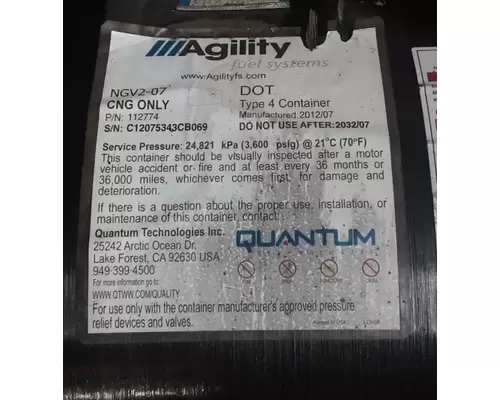 Agility
fuel systems
www.Agilityfs.com
NGV2-07 DOT
CNG ONLY Type 4 Container
P/N: 112774 Manufactured: 2012/07
S/N: C12075343CB069 DO NOT USE AFTER: 2032/07
Service Pressure: 24,821 kPa (3,600 psig) @ 21°C (70°F)
This container should be visually inspected after a motor
vehicle accident or fire and at least every 36 months or
36,000 miles, whichever comes first, for damage and
deterioration.
If there is a question about the proper use, installation, or
maintenance of this container, contact:
Quantum Technologies Inc.
25242 Arctic Ocean Dr.
Lake Forest, CA 92630 USA
949 399 4500
QUANTUM
For more information go to:
WWW.QTWW.COM/QUALITY
For use only with the container manufacturer's approved pressure
relief devices and valves.
Printed in USA